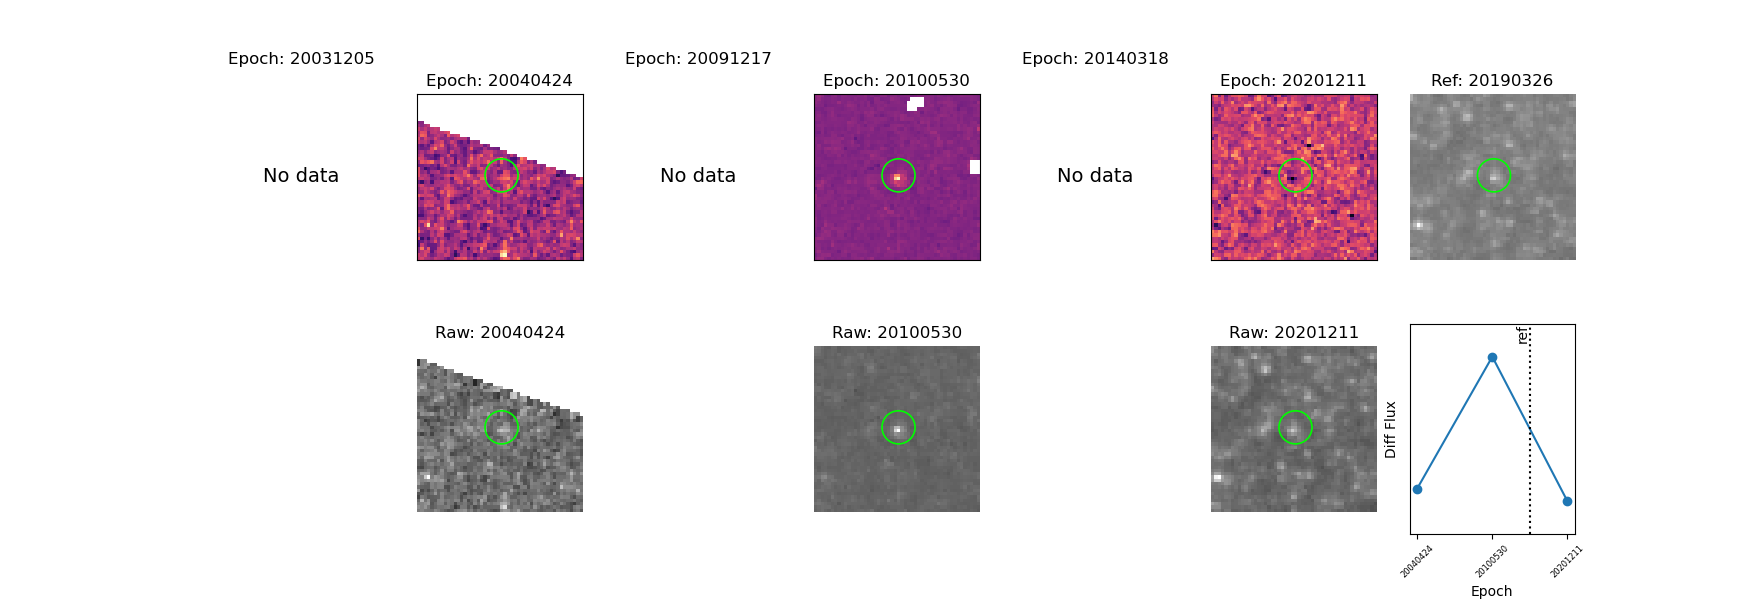 Epoch: 20031205
Epoch: 20091217
Epoch: 20140318
Epoch: 20040424
Epoch: 20100530
Epoch: 20201211
Ref: 20190326
No data
No data
No data
Raw: 20040424
Raw: 20100530
Raw: 20201211
ref
Diff Flux
20040424
20100530
20201211
Epoch